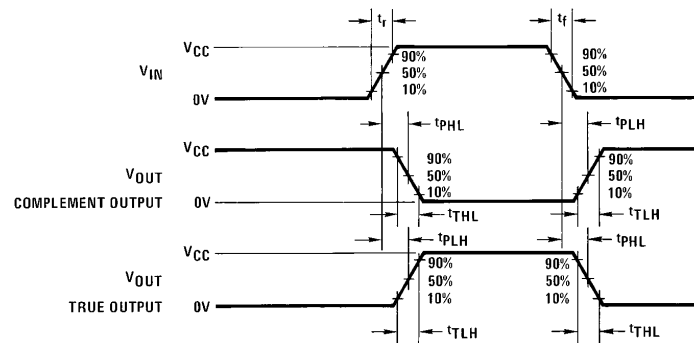 tr
tf
VCC
90%
90%
VIN
50%
50%
10%
10%
0V
tPHL
tPLH
VCC
90%
90%
VOUT
50%
50%
COMPLEMENT OUTPUT
0V
10%
10%
tTHL
tTLH
tPLH
tPHL
VCC
90%
90%
VOUT
50%
50%
TRUE OUTPUT
0V
10%
10%
tTLH
tTHL